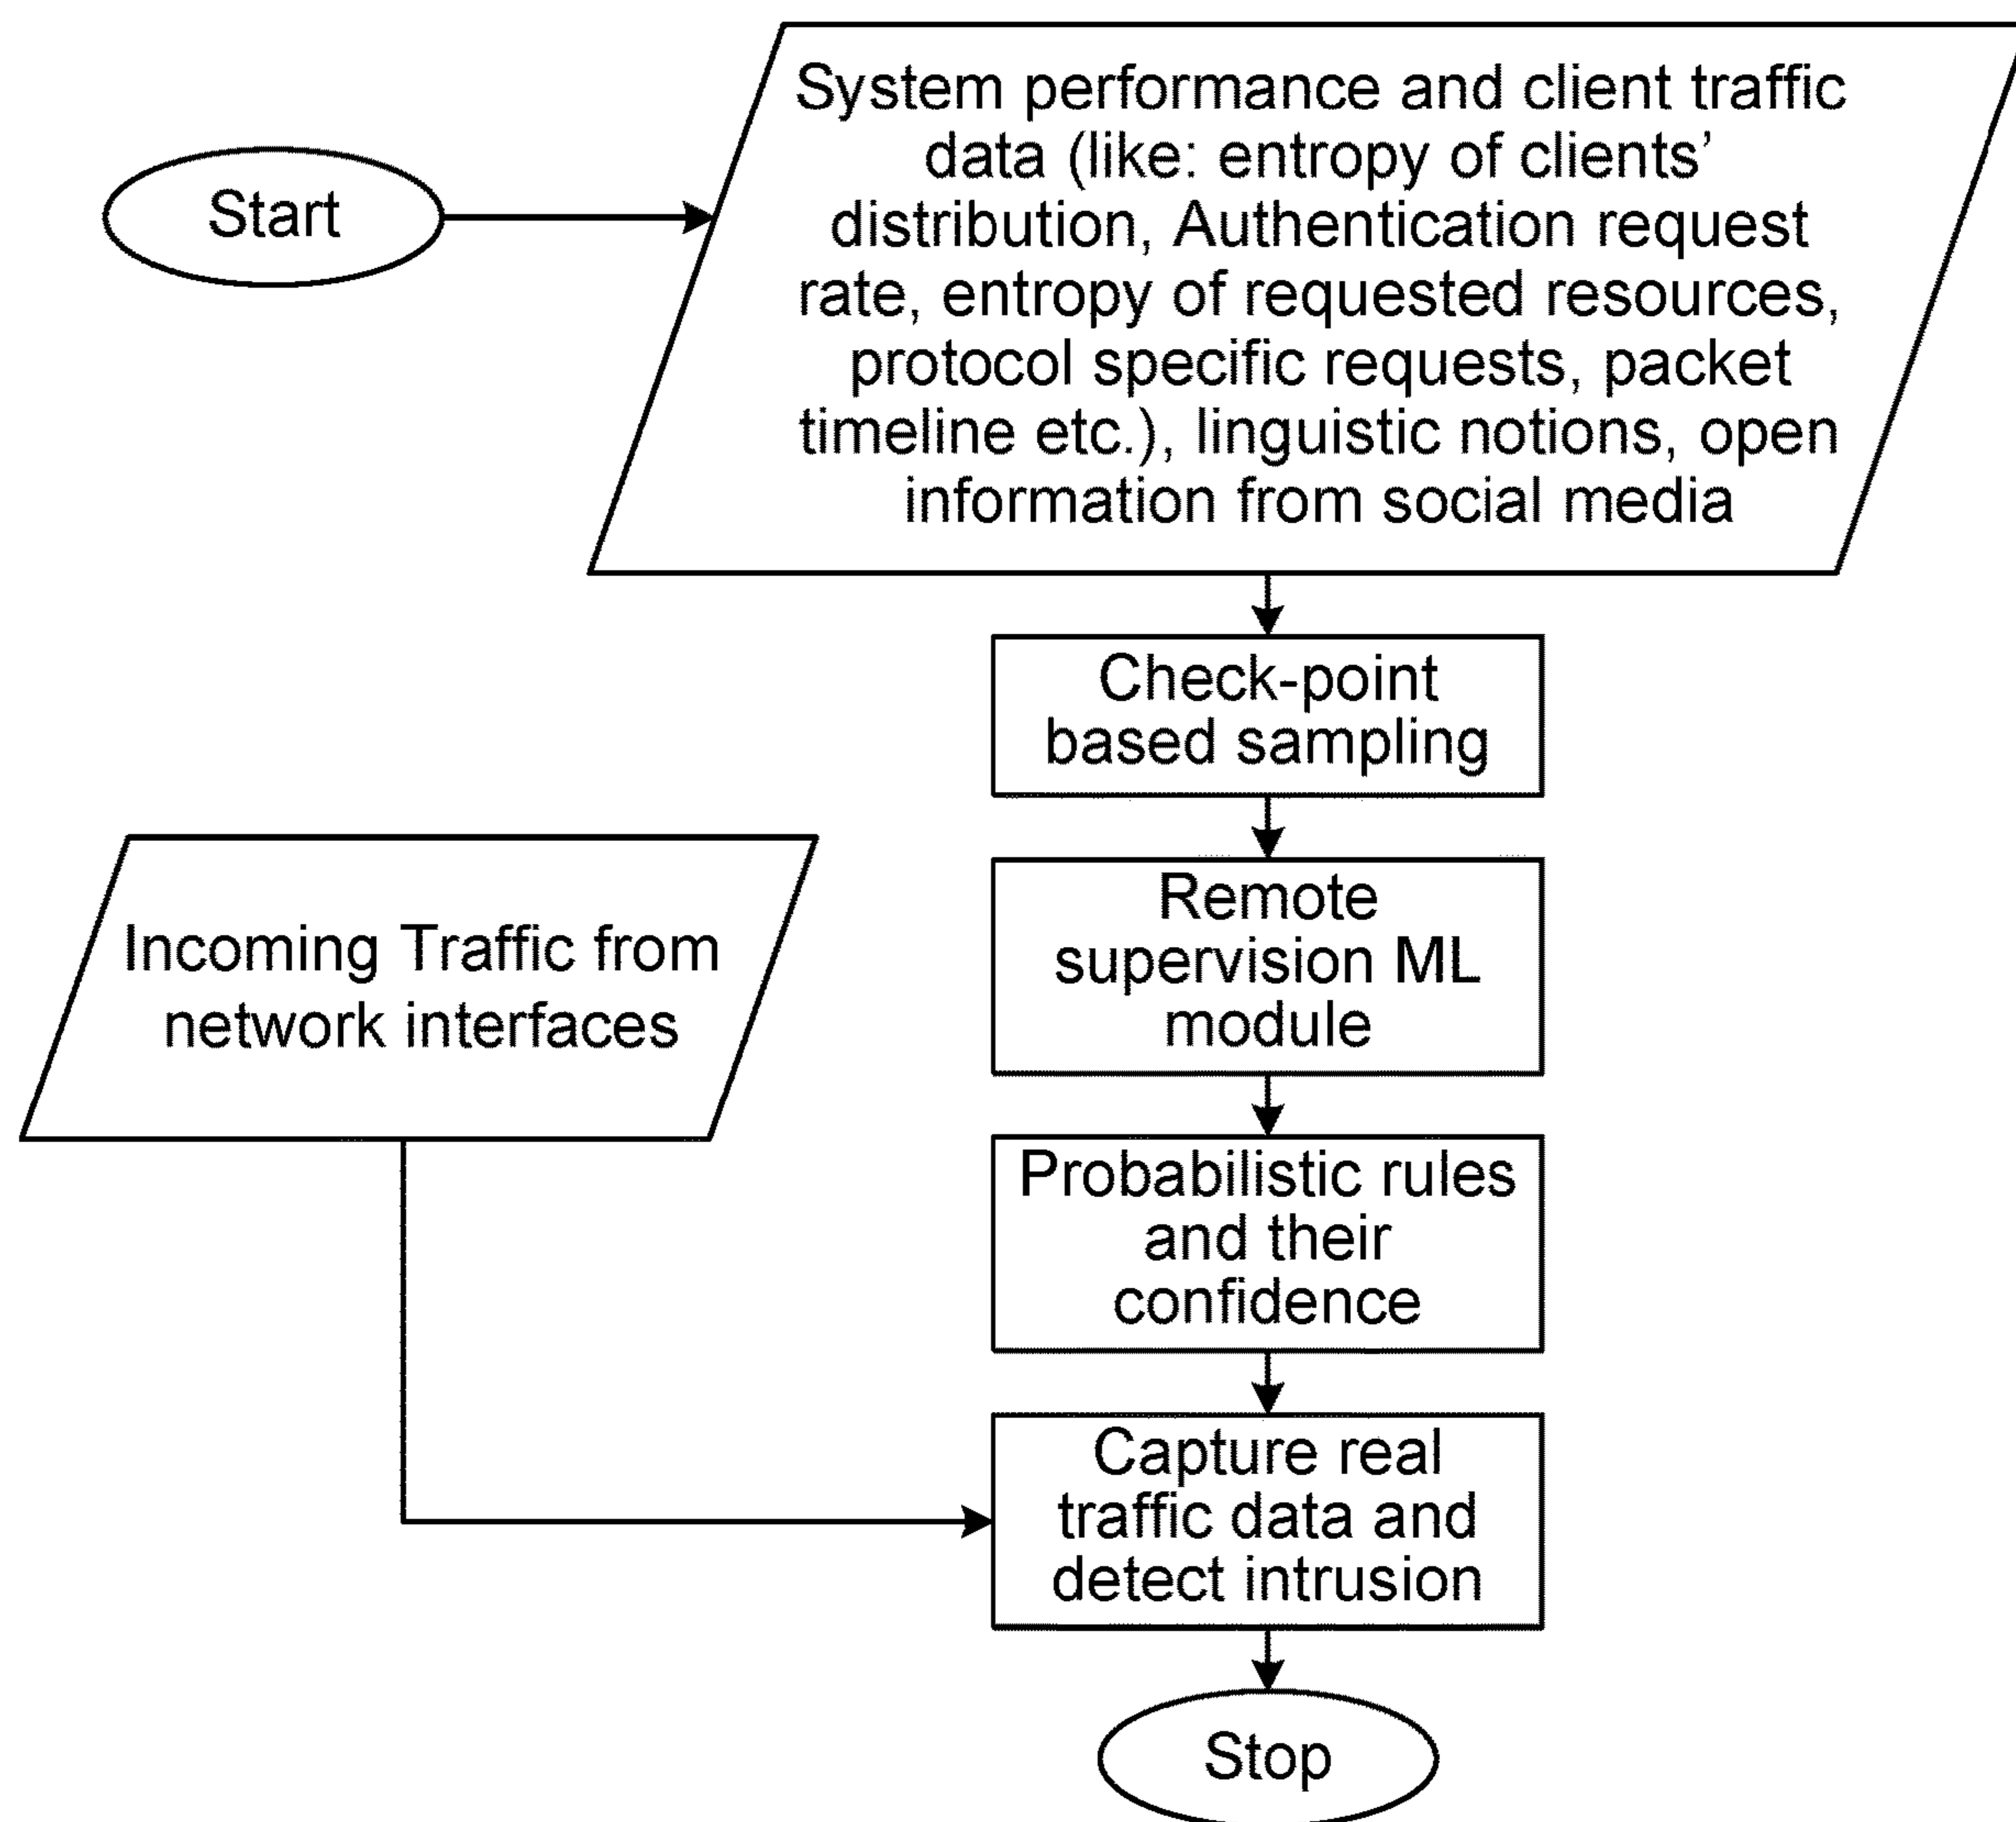 Start
System performance and client traffic
data (like: entropy of clients’
distribution, Authentication request
rate, entropy of requested resources,
protocol specific requests, packet
timeline etc.), linguistic notions, open
information from social media
Check-point
based sampling
Remote
supervision ML
module
Incoming Traffic from
network interfaces
Probabilistic rules
and their
confidence
Capture real
traffic data and
detect intrusion
Stop